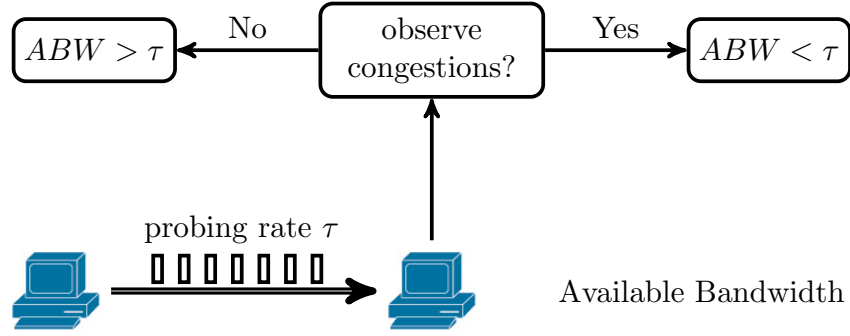 No
observe
Yes
ABW > τ
congestions?
ABW < τ
probing rate τ
Available Bandwidth